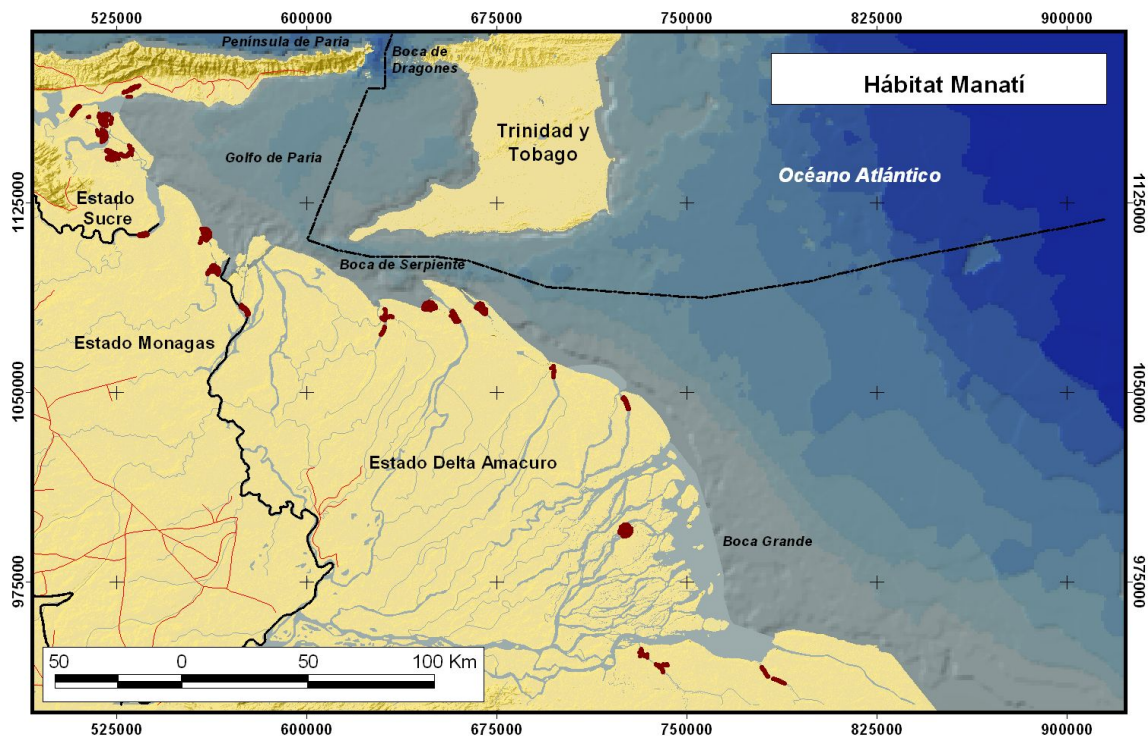 525000 600000 675000 750000 825000 900000
Península de Paria
Boca de
Dragones
Hábitat Manatí
Trinidad y
Tobago
Golfo de Paria
Océano Atlántico
Estado
Sucre
1125000
1125000
Boca de Serpiente
Estado Monagas
1050000
1050000
Estado Delta Amacuro
Boca Grande
975000
975000
50 0 50 100 Km
525000 600000 675000 750000 825000 900000